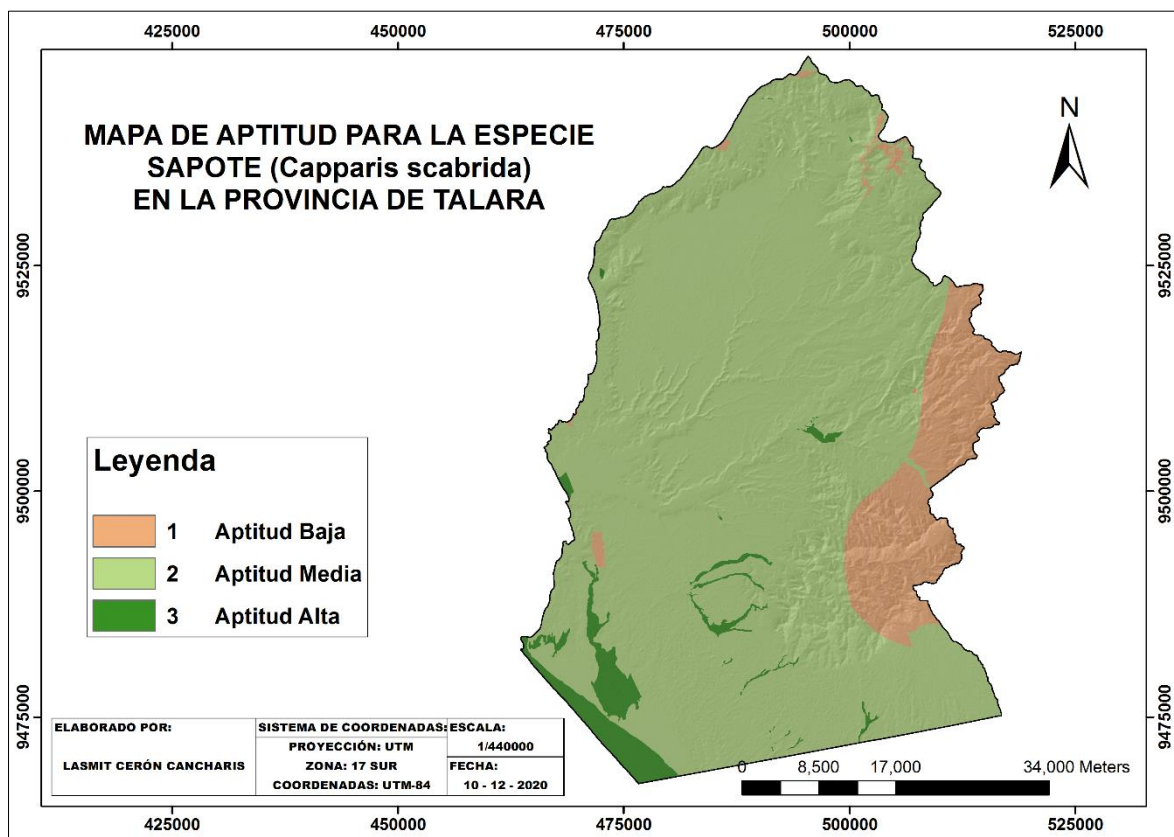 425000 450000 475000 500000 525000
MAPA DE APTITUD PARA LA ESPECIE
SAPOTE (Capparis scabrida)
EN LA PROVINCIA DE TALARA
N
9525000 9525000
9500000 9500000
9475000 9475000
Leyenda
1 Aptitud Baja
2 Aptitud Media
3 Aptitud Alta
ELABORADO POR:
LASMIT CERÓN CANCHARIS
SISTEMA DE COORDENADAS:
PROYECCIÓN: UTM
ZONA: 17 SUR
COORDENADAS: UTM-84
ESCALA:
1/440000
FECHA:
10 - 12 - 2020
0 8,500 17,000 34,000 Meters
425000 450000 475000 500000 525000